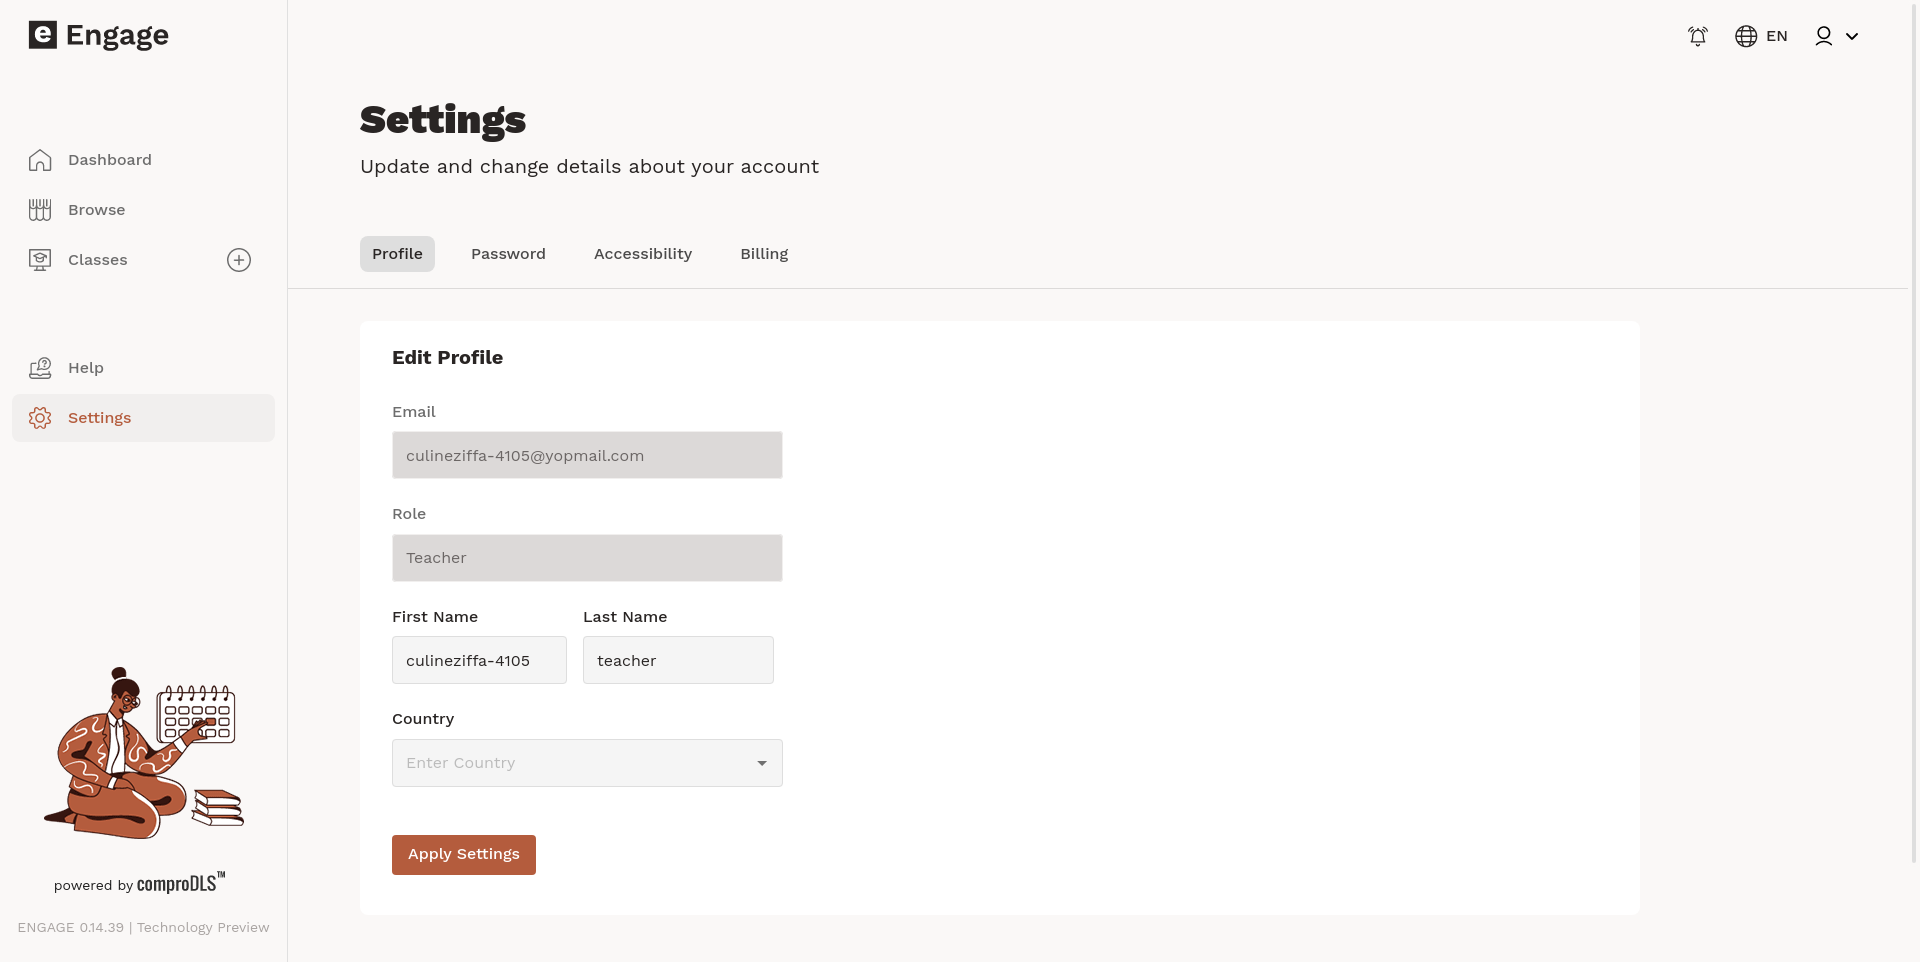 e Engage
EN
Settings
Update and change details about your account
Dashboard
Browse
Classes
Help
Settings
Profile
Password
Accessibility
Billing
Edit Profile
Email
culineziffa-4105@yopmail.com
Role
Teacher
First Name
Last Name
culineziffa-4105
teacher
Country
Enter Country
Apply Settings
powered by comproDLS™
ENGAGE 0.14.39 | Technology Preview